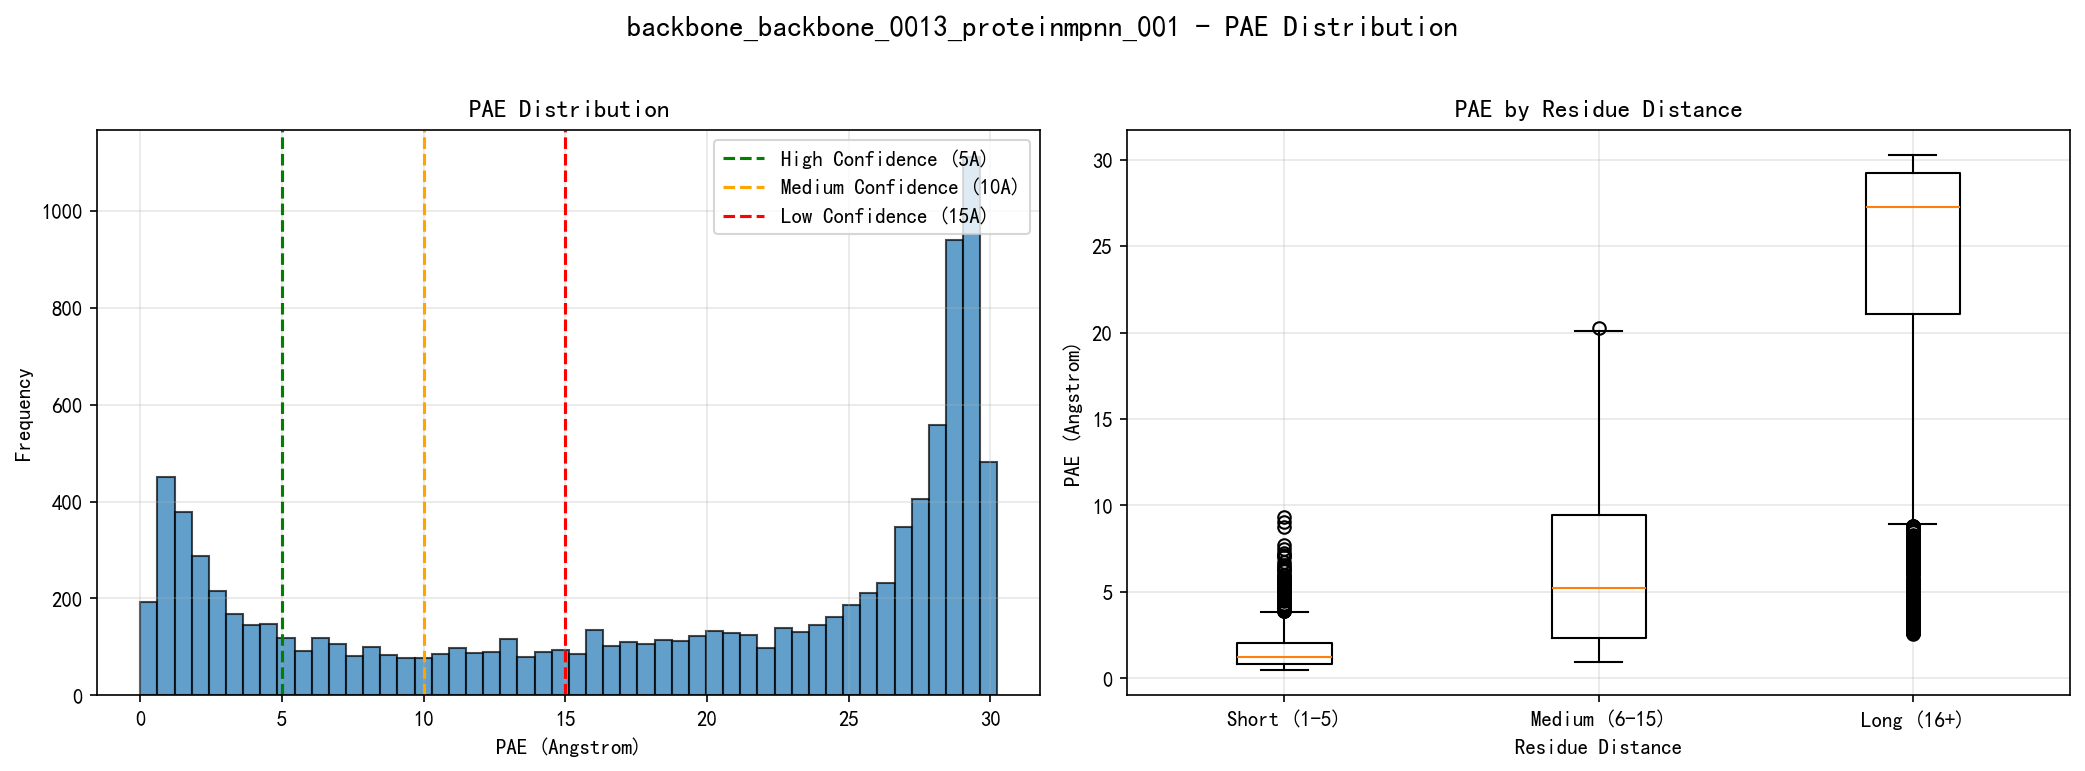 backbone_backbone_0013_proteinmpnn_001 - PAE Distribution
PAE Distribution
High Confidence (5A)
Medium Confidence (10A)
Low Confidence (15A)
Frequency
1000
800
600
400
200
0
0 5 10 15 20 25 30
PAE (Angstrom)
PAE by Residue Distance
PAE (Angstrom)
30
25
20
15
10
5
0
Short (1-5) Medium (6-15) Long (16+)
Residue Distance